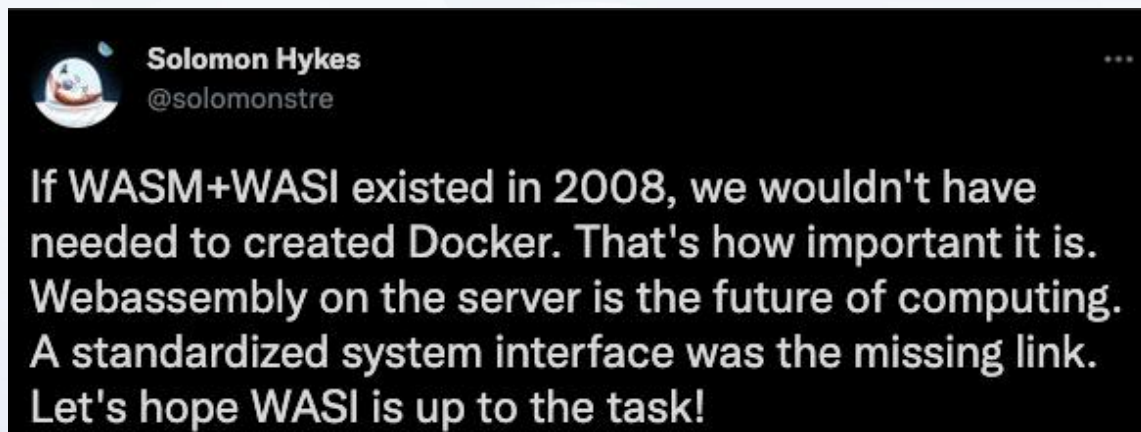 Solomon Hykes
@solomonstre
If WASM+WASI existed in 2008, we wouldn't have
needed to created Docker. That's how important it is.
Webassembly on the server is the future of computing.
A standardized system interface was the missing link.
Let's hope WASI is up to the task!